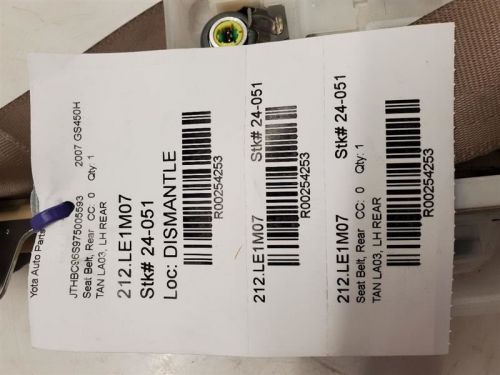 Yota Auto Parts
JTHBC96S975005593 2007 GS450H
Seat Belt, Rear CC: 0 Qty: 1
TAN LA03, LH REAR
212.LE1M07
Stk# 24-051
Loc: DISMANTLE
R00254253
212.LE1M07 Stk# 24-051
R00254253
Seat Belt, Rear CC: 0 Qty: 1
TAN LA03, LH REAR
212.LE1M07 Stk# 24-051
R00254253